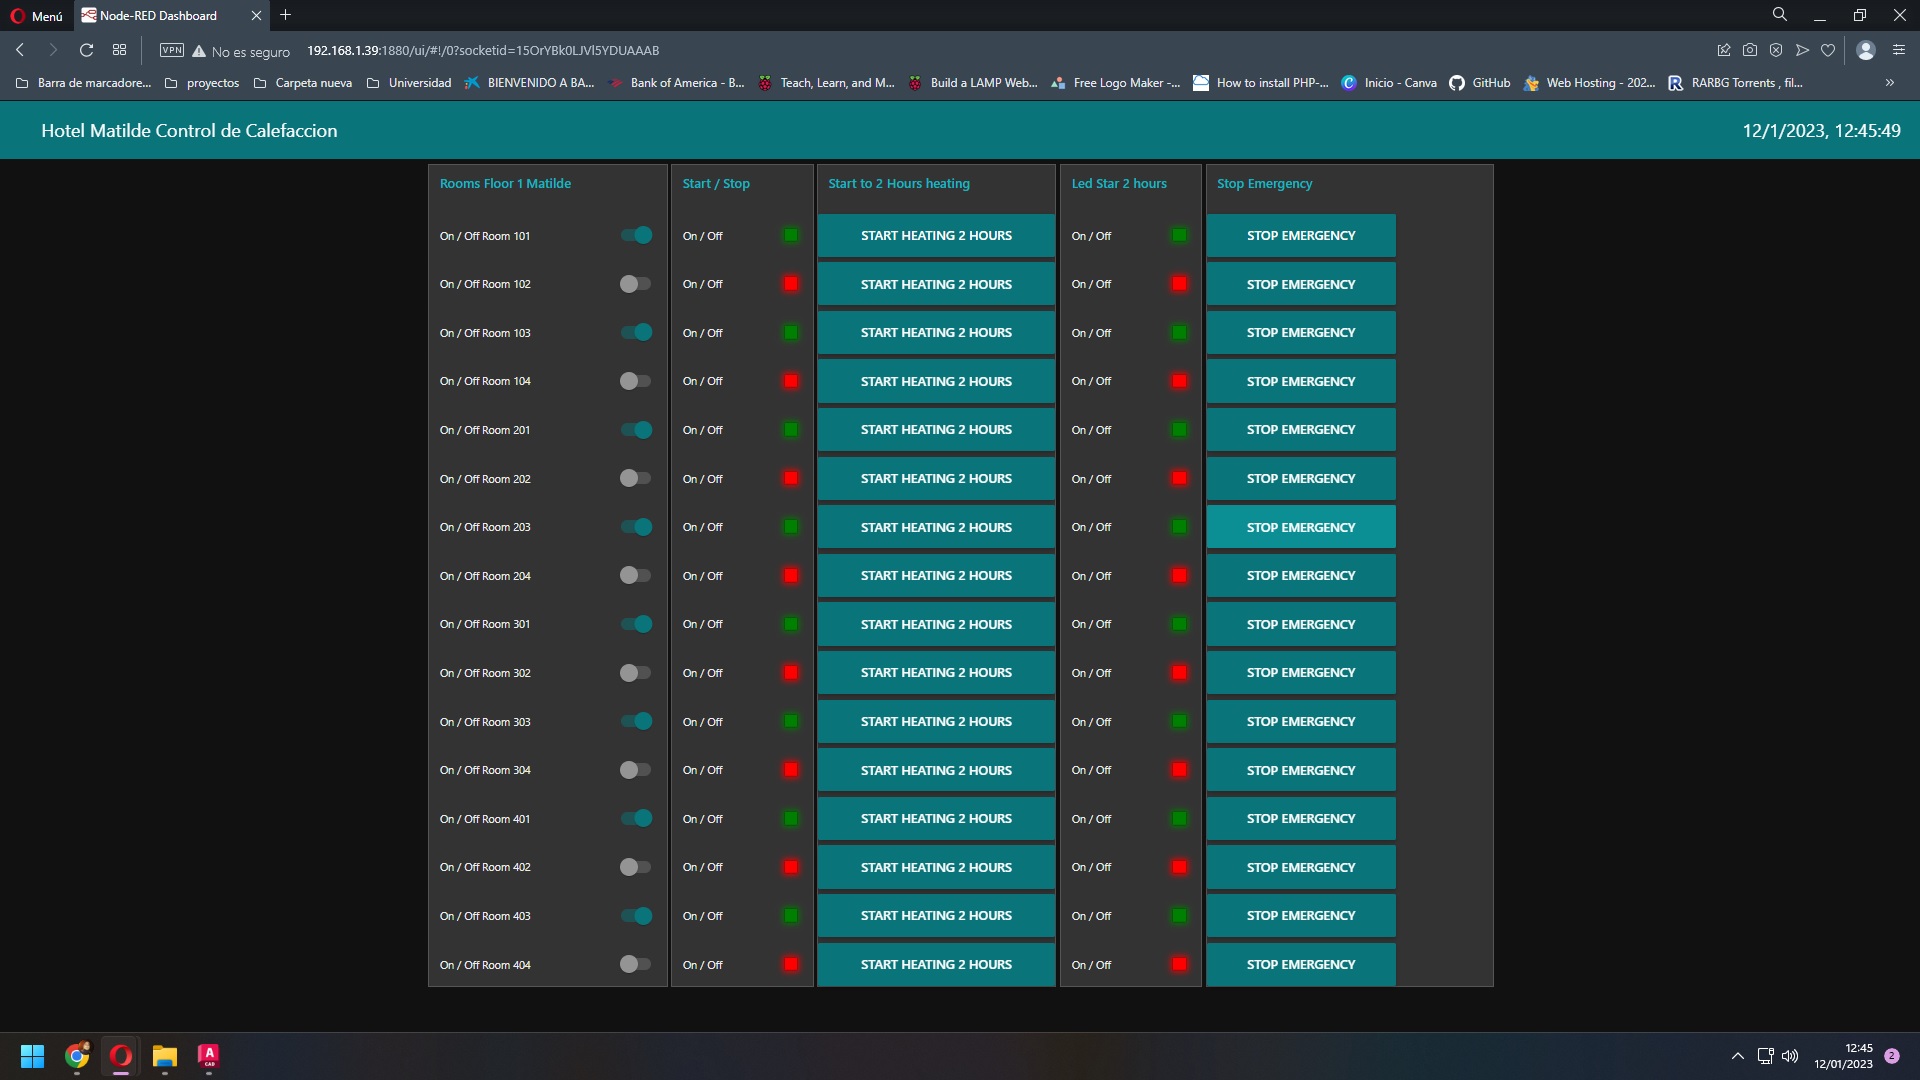 Menú
Node-RED Dashboard
VPN
No es seguro
192.168.1.39:1880/ui/#!/0?socketid=15OrYBk0LJVl5YDUAAAB
Barra de marcadore... proyectos Carpeta nueva Universidad BIENVENIDO A BA... Bank of America - B... Teach, Learn, and M... Build a LAMP Web... Free Logo Maker -... How to install PHP-... Inicio - Canva GitHub Web Hosting - 202... RARBG Torrents , fil... »
Hotel Matilde Control de Calefaccion 12/1/2023, 12:45:49
Rooms Floor 1 Matilde Start / Stop Start to 2 Hours heating Led Star 2 hours Stop Emergency
On / Off Room 101 On / Off START HEATING 2 HOURS On / Off STOP EMERGENCY
On / Off Room 102 On / Off START HEATING 2 HOURS On / Off STOP EMERGENCY
On / Off Room 103 On / Off START HEATING 2 HOURS On / Off STOP EMERGENCY
On / Off Room 104 On / Off START HEATING 2 HOURS On / Off STOP EMERGENCY
On / Off Room 201 On / Off START HEATING 2 HOURS On / Off STOP EMERGENCY
On / Off Room 202 On / Off START HEATING 2 HOURS On / Off STOP EMERGENCY
On / Off Room 203 On / Off START HEATING 2 HOURS On / Off STOP EMERGENCY
On / Off Room 204 On / Off START HEATING 2 HOURS On / Off STOP EMERGENCY
On / Off Room 301 On / Off START HEATING 2 HOURS On / Off STOP EMERGENCY
On / Off Room 302 On / Off START HEATING 2 HOURS On / Off STOP EMERGENCY
On / Off Room 303 On / Off START HEATING 2 HOURS On / Off STOP EMERGENCY
On / Off Room 304 On / Off START HEATING 2 HOURS On / Off STOP EMERGENCY
On / Off Room 401 On / Off START HEATING 2 HOURS On / Off STOP EMERGENCY
On / Off Room 402 On / Off START HEATING 2 HOURS On / Off STOP EMERGENCY
On / Off Room 403 On / Off START HEATING 2 HOURS On / Off STOP EMERGENCY
On / Off Room 404 On / Off START HEATING 2 HOURS On / Off STOP EMERGENCY
A
CAD
12:45
12/01/2023
2